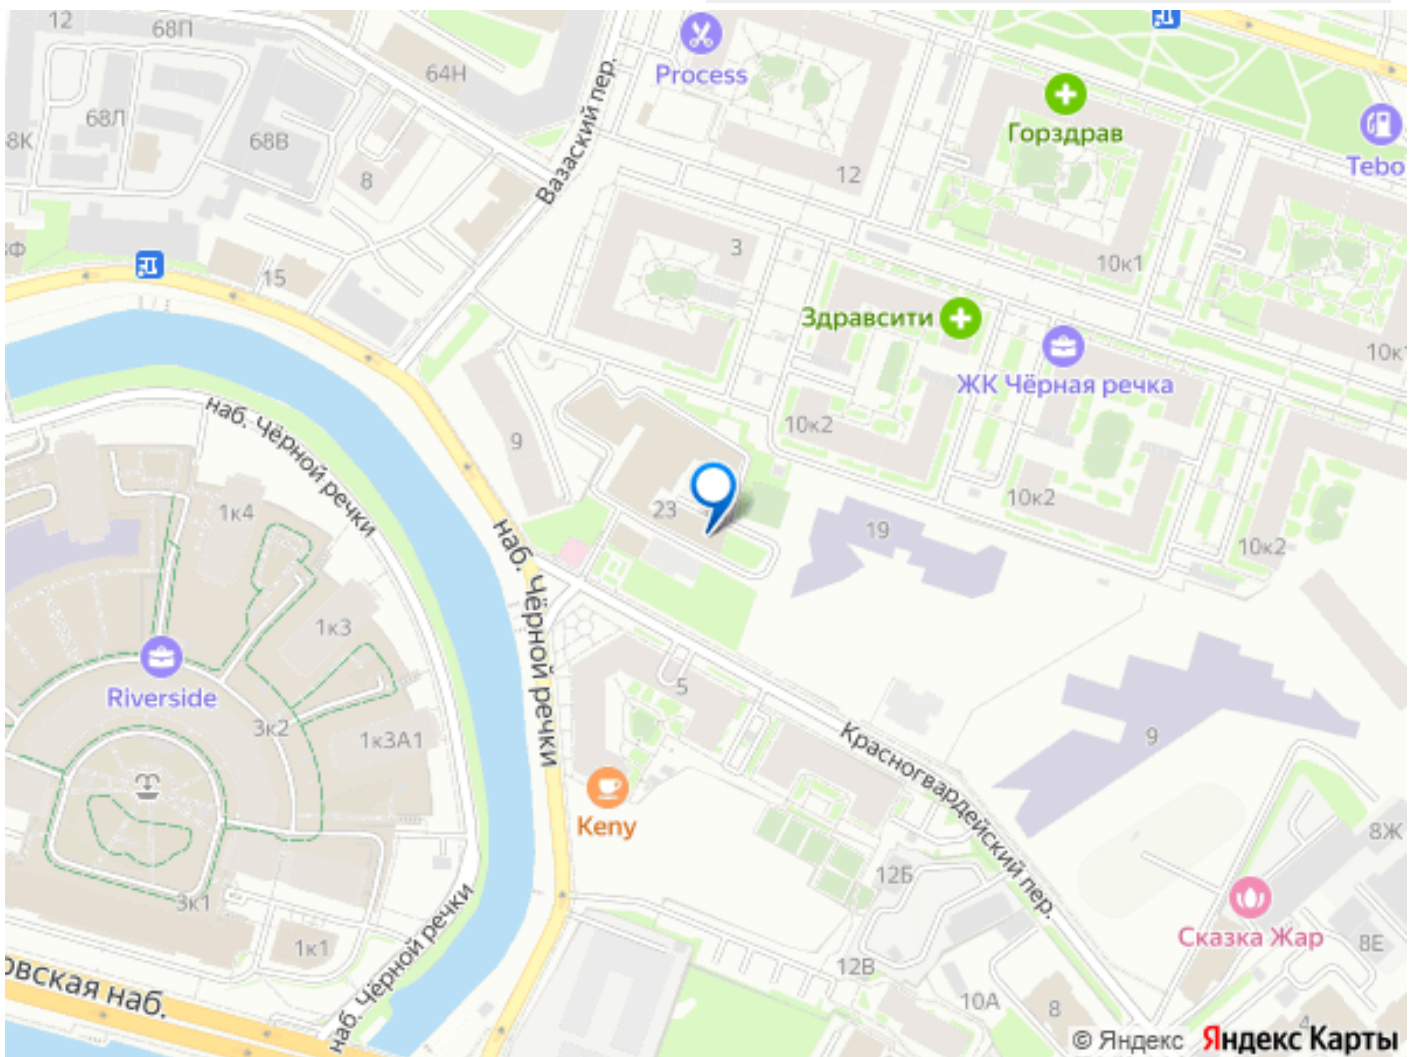 12
68П
Process
64Н
Горздрав
Tebo
68Л
68В
8К
Вазаский пер.
8
12
3
10к1
15
Здравсити
ЖК Чёрная речка
10к
наб. Чёрной речки
9
10к2
1к4
23
наб. Чёрной речки
19
10к2
10к2
1к3
Riverside
5
3к2
1к3А1
Красногвардейский пер.
9
Keny
8Ж
12Б
3к1
наб. Чёрной речки
Сказка Жар
1к1
8Е
12В
овская наб.
10А
8
4
© Яндекс Яндекс Карты